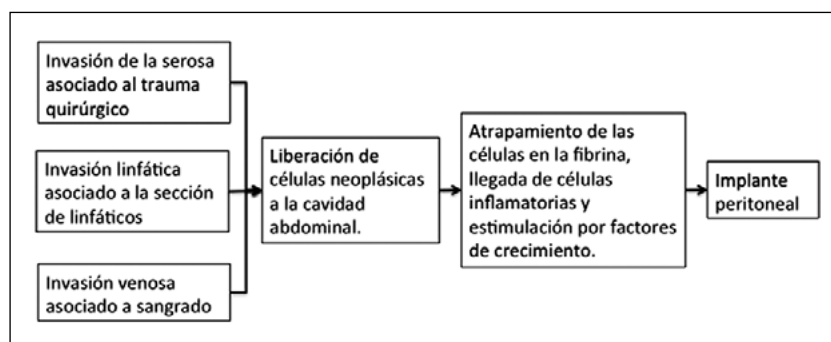 Invasión de la serosa
asociado al trauma
quirúrgico
Invasión linfática
asociado a la sección
de linfáticos
Invasión venosa
asociado a sangrado
Liberación de
células neoplásicas
a la cavidad
abdominal.
Atrapamiento de las
células en la fibrina,
llegada de células
inflamatorias y
estimulación por factores
de crecimiento.
Implante
peritoneal